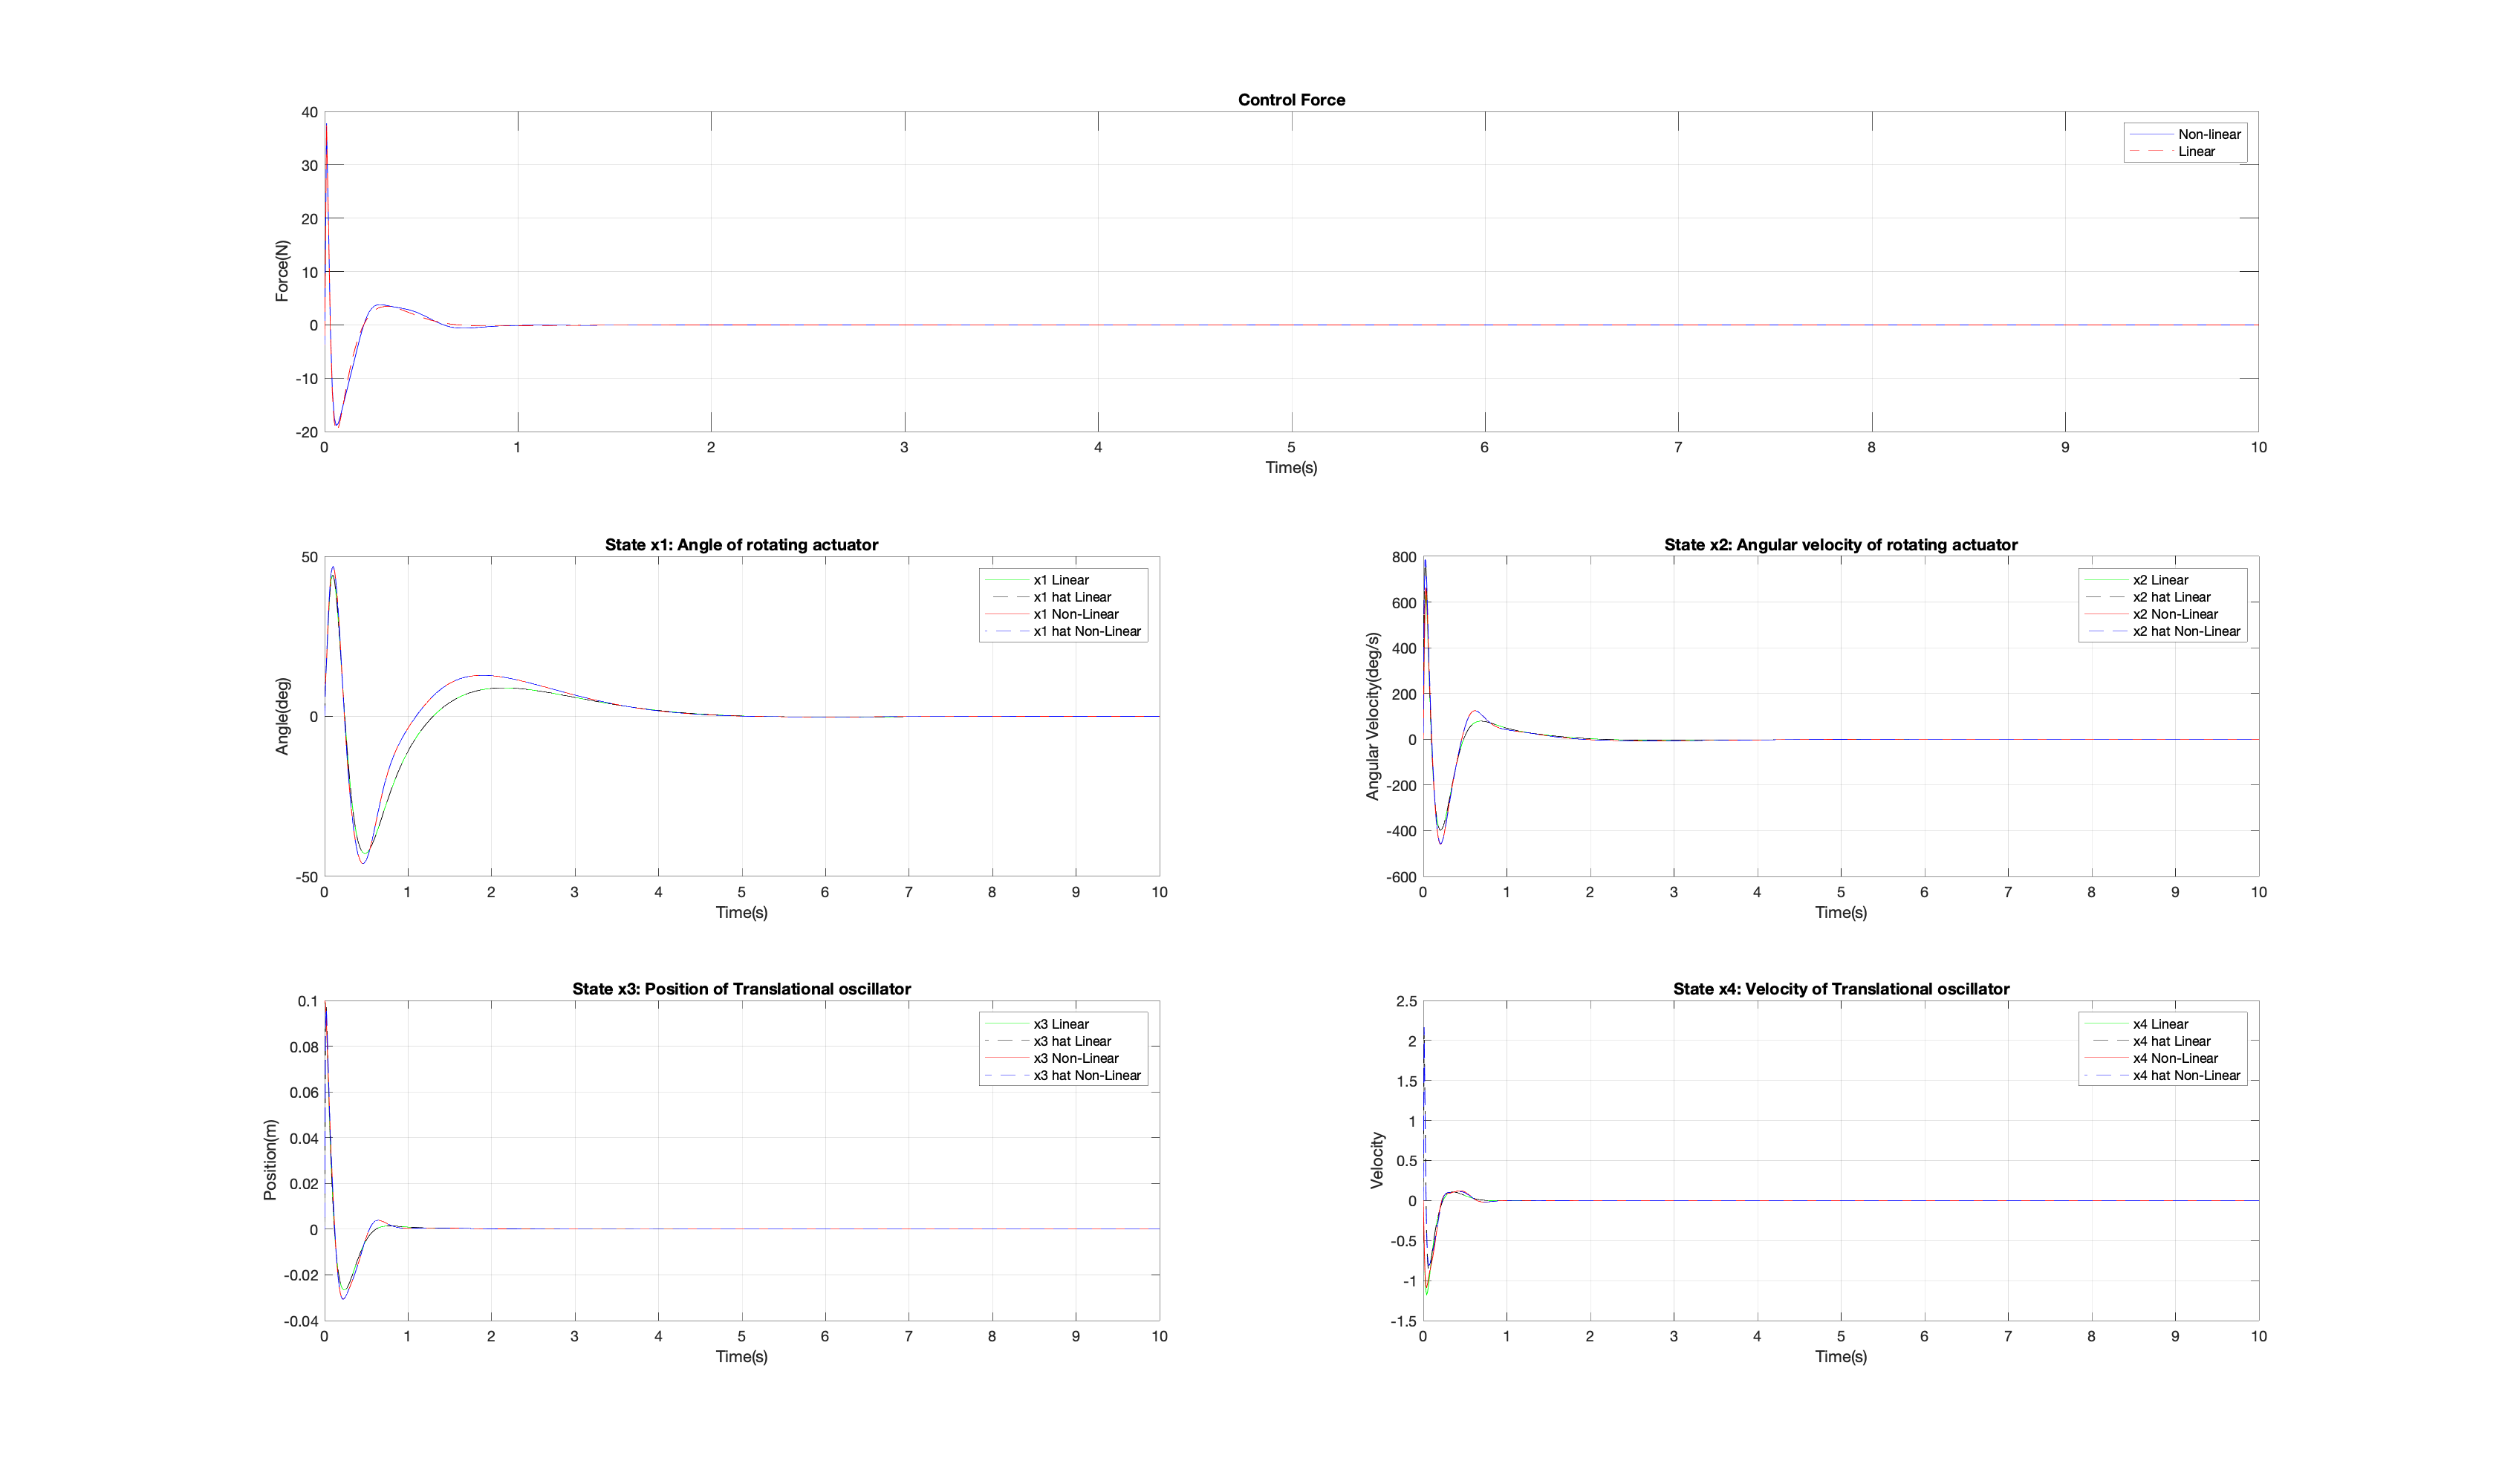 Control Force
40
30
20
10
0
-10
-20
Force(N)
Non-linear
Linear
0 1 2 3 4 5 6 7 8 9 10
Time(s)
State x1: Angle of rotating actuator
50
0
-50
Angle(deg)
x1 Linear
x1 hat Linear
x1 Non-Linear
x1 hat Non-Linear
0 1 2 3 4 5 6 7 8 9 10
Time(s)
State x2: Angular velocity of rotating actuator
800
600
400
200
0
-200
-400
-600
Angular Velocity(deg/s)
x2 Linear
x2 hat Linear
x2 Non-Linear
x2 hat Non-Linear
0 1 2 3 4 5 6 7 8 9 10
Time(s)
State x3: Position of Translational oscillator
0.1
0.08
0.06
0.04
0.02
0
-0.02
-0.04
Position(m)
x3 Linear
x3 hat Linear
x3 Non-Linear
x3 hat Non-Linear
0 1 2 3 4 5 6 7 8 9 10
Time(s)
State x4: Velocity of Translational oscillator
2.5
2
1.5
1
0.5
0
-0.5
-1
-1.5
Velocity
x4 Linear
x4 hat Linear
x4 Non-Linear
x4 hat Non-Linear
0 1 2 3 4 5 6 7 8 9 10
Time(s)